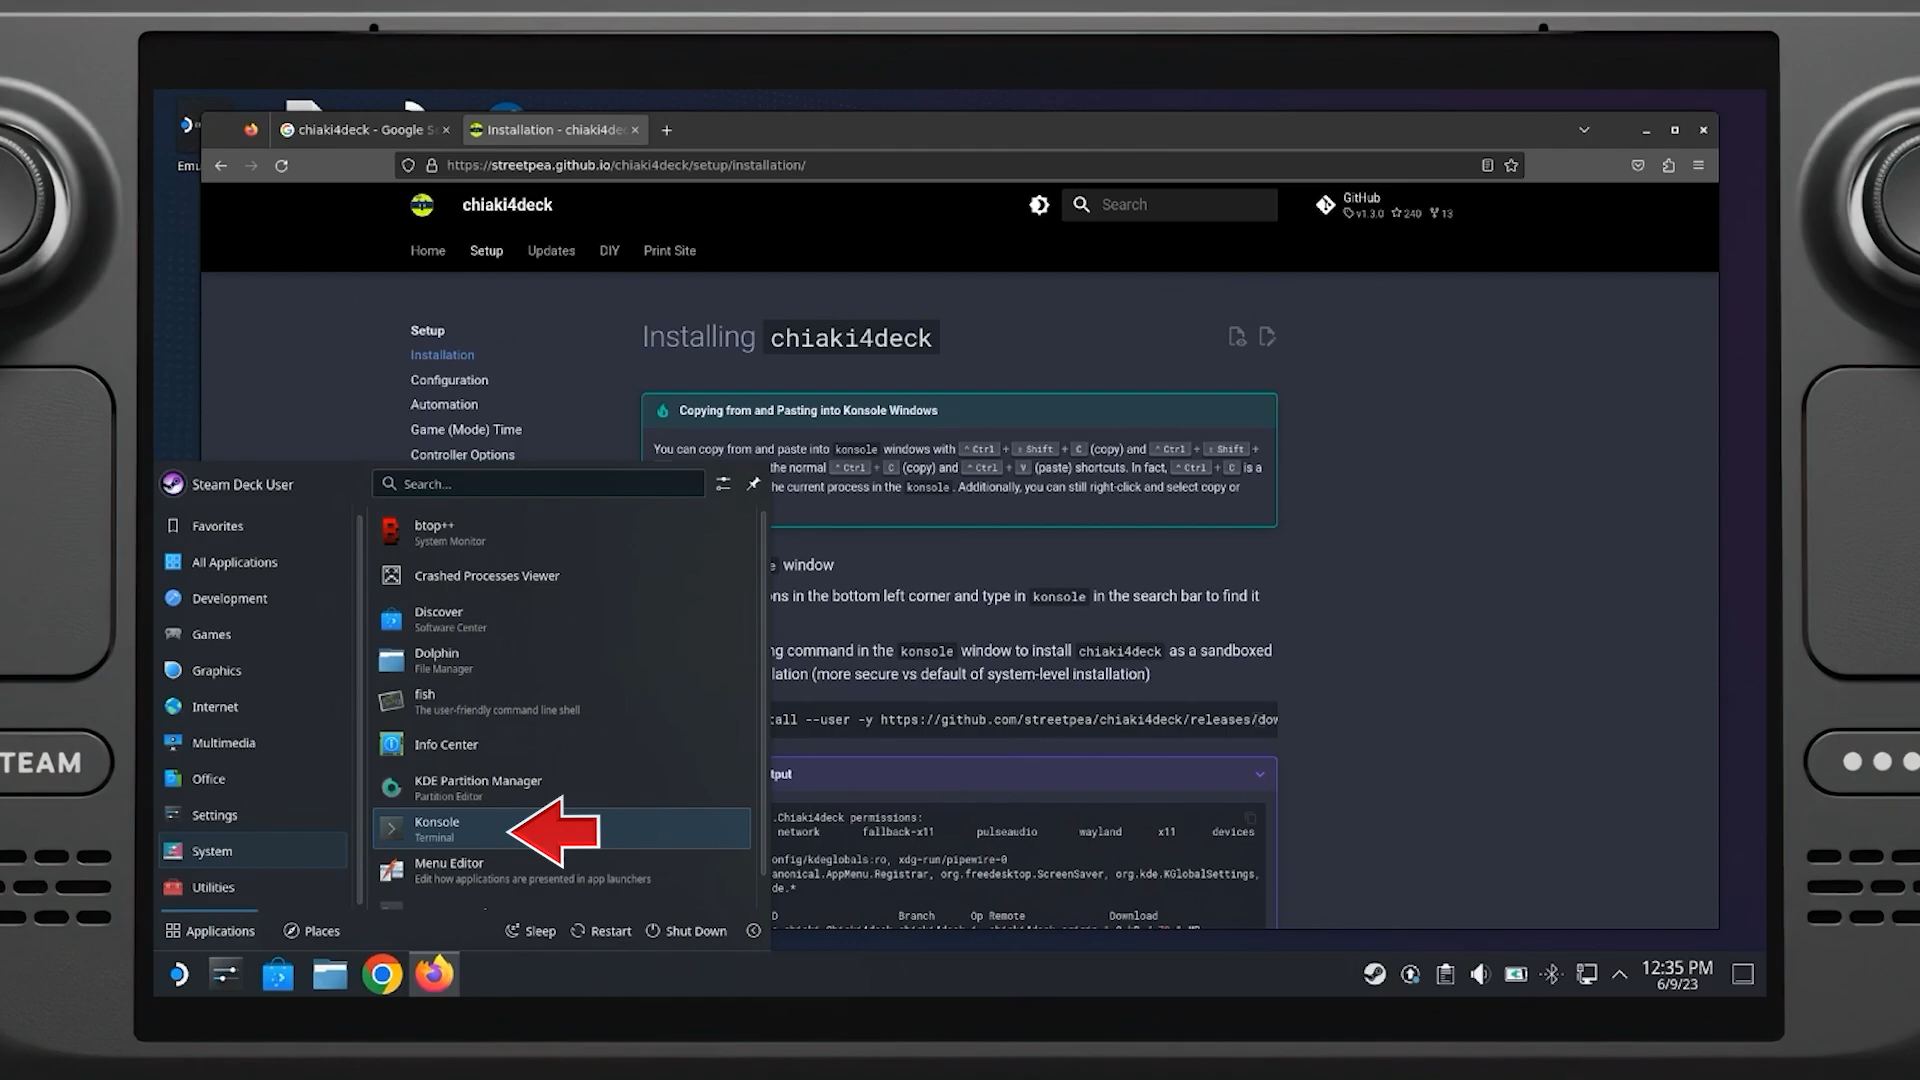 chiaki4deck - Google S
Installation - chiaki4dec
Emu
https://streetpea.github.io/chiaki4deck/setup/installation/
chiaki4deck
Search
GitHub
v1.3.0 240 13
Home Setup Updates DIY Print Site
Setup
Installation
Configuration
Automation
Game (Mode) Time
Controller Options
Installing chiaki4deck
Copying from and Pasting into Konsole Windows
You can copy from and paste into konsole windows with Ctrl + Shift + C (copy) and Ctrl + Shift +
the normal Ctrl + C (copy) and Ctrl + V (paste) shortcuts. In fact, Ctrl + C is a
the current process in the konsole. Additionally, you can still right-click and select copy or
e window
ons in the bottom left corner and type in konsole in the search bar to find it
ng command in the konsole window to install chiaki4deck as a sandboxed
lation (more secure vs default of system-level installation)
tall --user -y https://github.com/streetpea/chiaki4deck/releases/dow
tput
.Chiaki4deck permissions:
network fallback-x11 pulseaudio wayland x11 devices
onfig/kdeglobals:ro, xdg-run/pipewire-0
anonical.AppMenu.Registrar, org.freedesktop.ScreenSaver, org.kde.KGlobalSettings,
de.*
D Branch Op Remote Download
Steam Deck User
Search...
Favorites
All Applications
Development
Games
Graphics
Internet
Multimedia
Office
Settings
System
Utilities
btop++
System Monitor
Crashed Processes Viewer
Discover
Software Center
Dolphin
File Manager
fish
The user-friendly command line shell
Info Center
KDE Partition Manager
Partition Editor
Konsole
Terminal
Menu Editor
Edit how applications are presented in app launchers
Applications Places Sleep Restart Shut Down
12:35 PM
6/9/23
TEAM